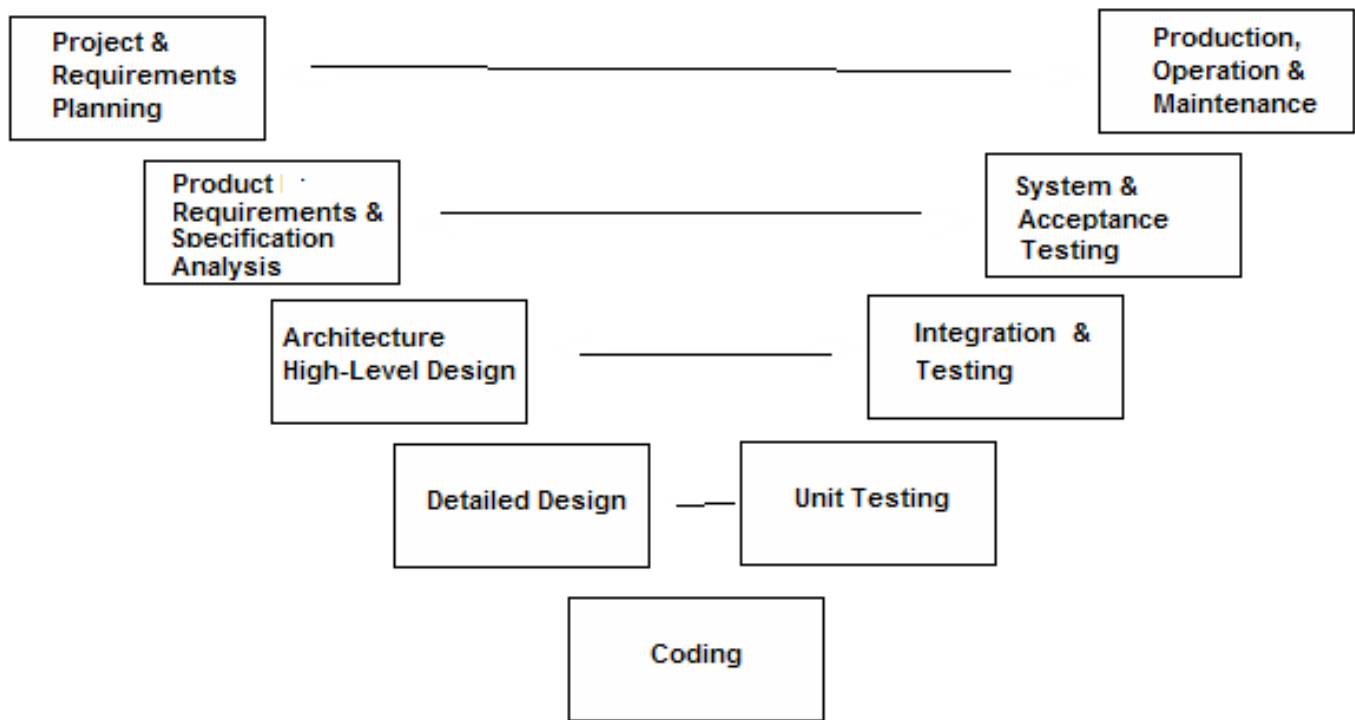 Project &
Requirements
Planning
Production,
Operation &
Maintenance
Product
Requirements &
Specification
Analysis
System &
Acceptance
Testing
Architecture
High-Level Design
Integration &
Testing
Detailed Design
Unit Testing
Coding